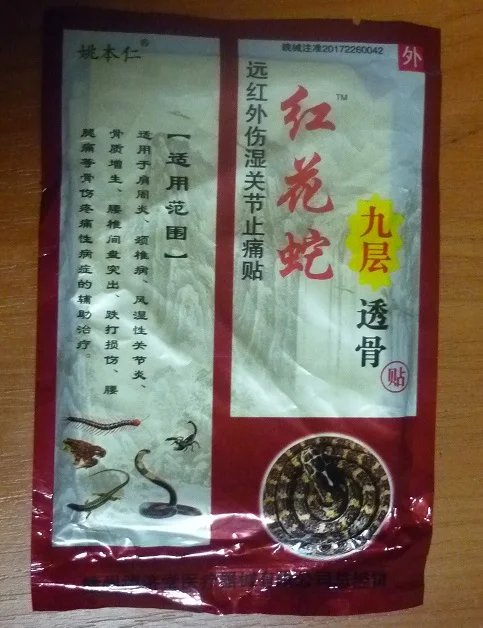 姚本仁®
皖械注准20172260042
外
远红外伤湿关节止痛贴
红花蛇™
九层
透骨
贴
【适用范围】
适用于肩周炎、颈椎病、风湿性关节炎、
骨质增生、腰椎间盘突出、跌打损伤、腰
腿痛等骨伤疼痛性病症的辅助治疗。